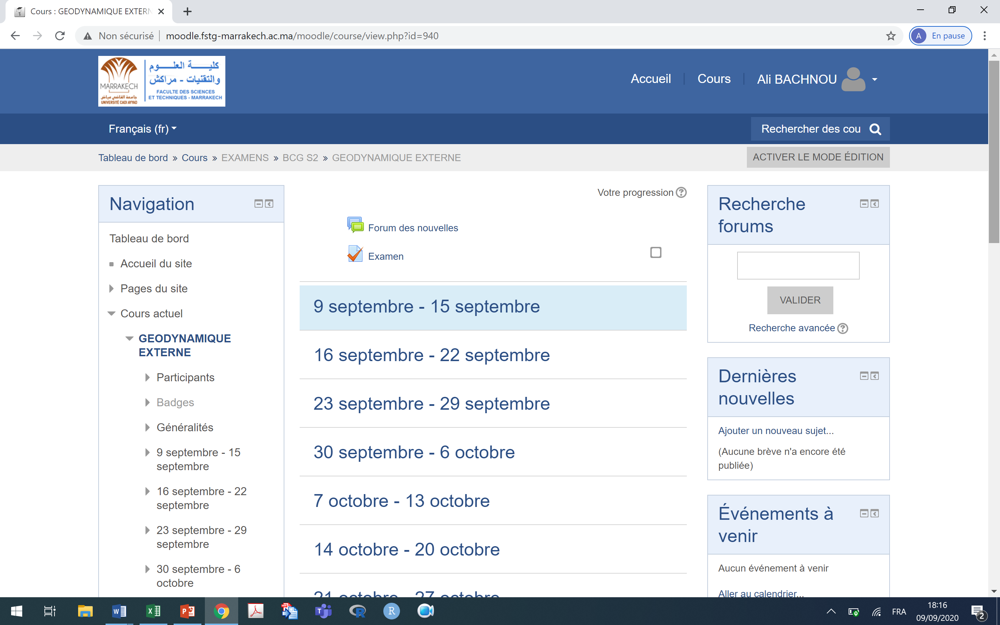 Cours : GEODYNAMIQUE EXTERN
Non sécurisé
moodle.fstg-marrakech.ac.ma/moodle/course/view.php?id=940
A En pause
كليـــة العلـــوم
والتقنيات - مراكش
FACULTE DES SCIENCES
ET TECHNIQUES - MARRAKECH
MARRAKECH
جامعة القاضي عياض
UNIVERSITÉ CADI AYYAD
Accueil
Cours
Ali BACHNOU
Français (fr)
Rechercher des cou
Tableau de bord » Cours » EXAMENS » BCG S2 » GEODYNAMIQUE EXTERNE
ACTIVER LE MODE ÉDITION
Navigation
Tableau de bord
Accueil du site
Pages du site
Cours actuel
GEODYNAMIQUE
EXTERNE
Participants
Badges
Généralités
9 septembre - 15
septembre
16 septembre - 22
septembre
23 septembre - 29
septembre
30 septembre - 6
octobre
Votre progression
Forum des nouvelles
Examen
9 septembre - 15 septembre
16 septembre - 22 septembre
23 septembre - 29 septembre
30 septembre - 6 octobre
7 octobre - 13 octobre
14 octobre - 20 octobre
21 octobre - 27 octobre
Recherche
forums
VALIDER
Recherche avancée
Dernières
nouvelles
Ajouter un nouveau sujet...
(Aucune brève n'a encore été
publiée)
Événements à
venir
Aucun événement à venir
Aller au calendrier...
FRA
18:16
09/09/2020
2